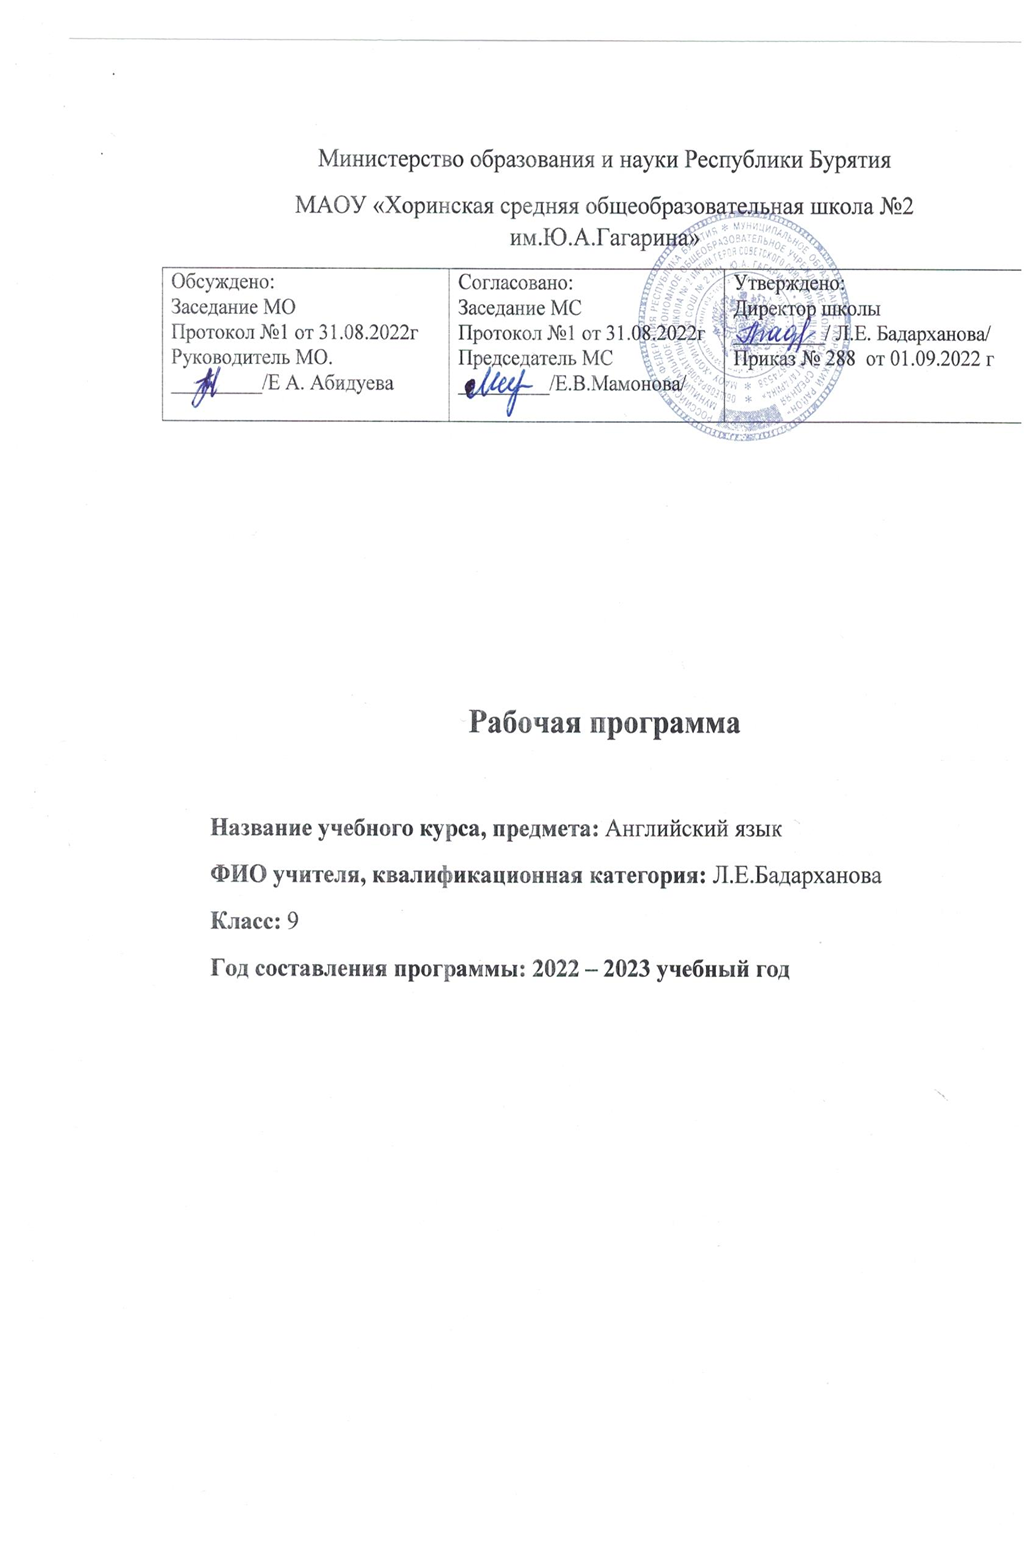 Министерство образования и науки Республики Бурятия
МАОУ «Хоринская средняя общеобразовательная школа №2
им.Ю.А.Гагарина»
Обсуждено:
Заседание МО
Протокол №1 от 31.08.2022г
Руководитель МО.
__________/Е А. Абидуева
Согласовано:
Заседание МС
Протокол №1 от 31.08.2022г
Председатель МС
__________/Е.В.Мамонова/
Утверждено:
Директор школы
__________/ Л.Е. Бадарханова/
Приказ № 288 от 01.09.2022 г
Рабочая программа
Название учебного курса, предмета: Английский язык
ФИО учителя, квалификационная категория: Л.Е.Бадарханова
Класс: 9
Год составления программы: 2022 – 2023 учебный год